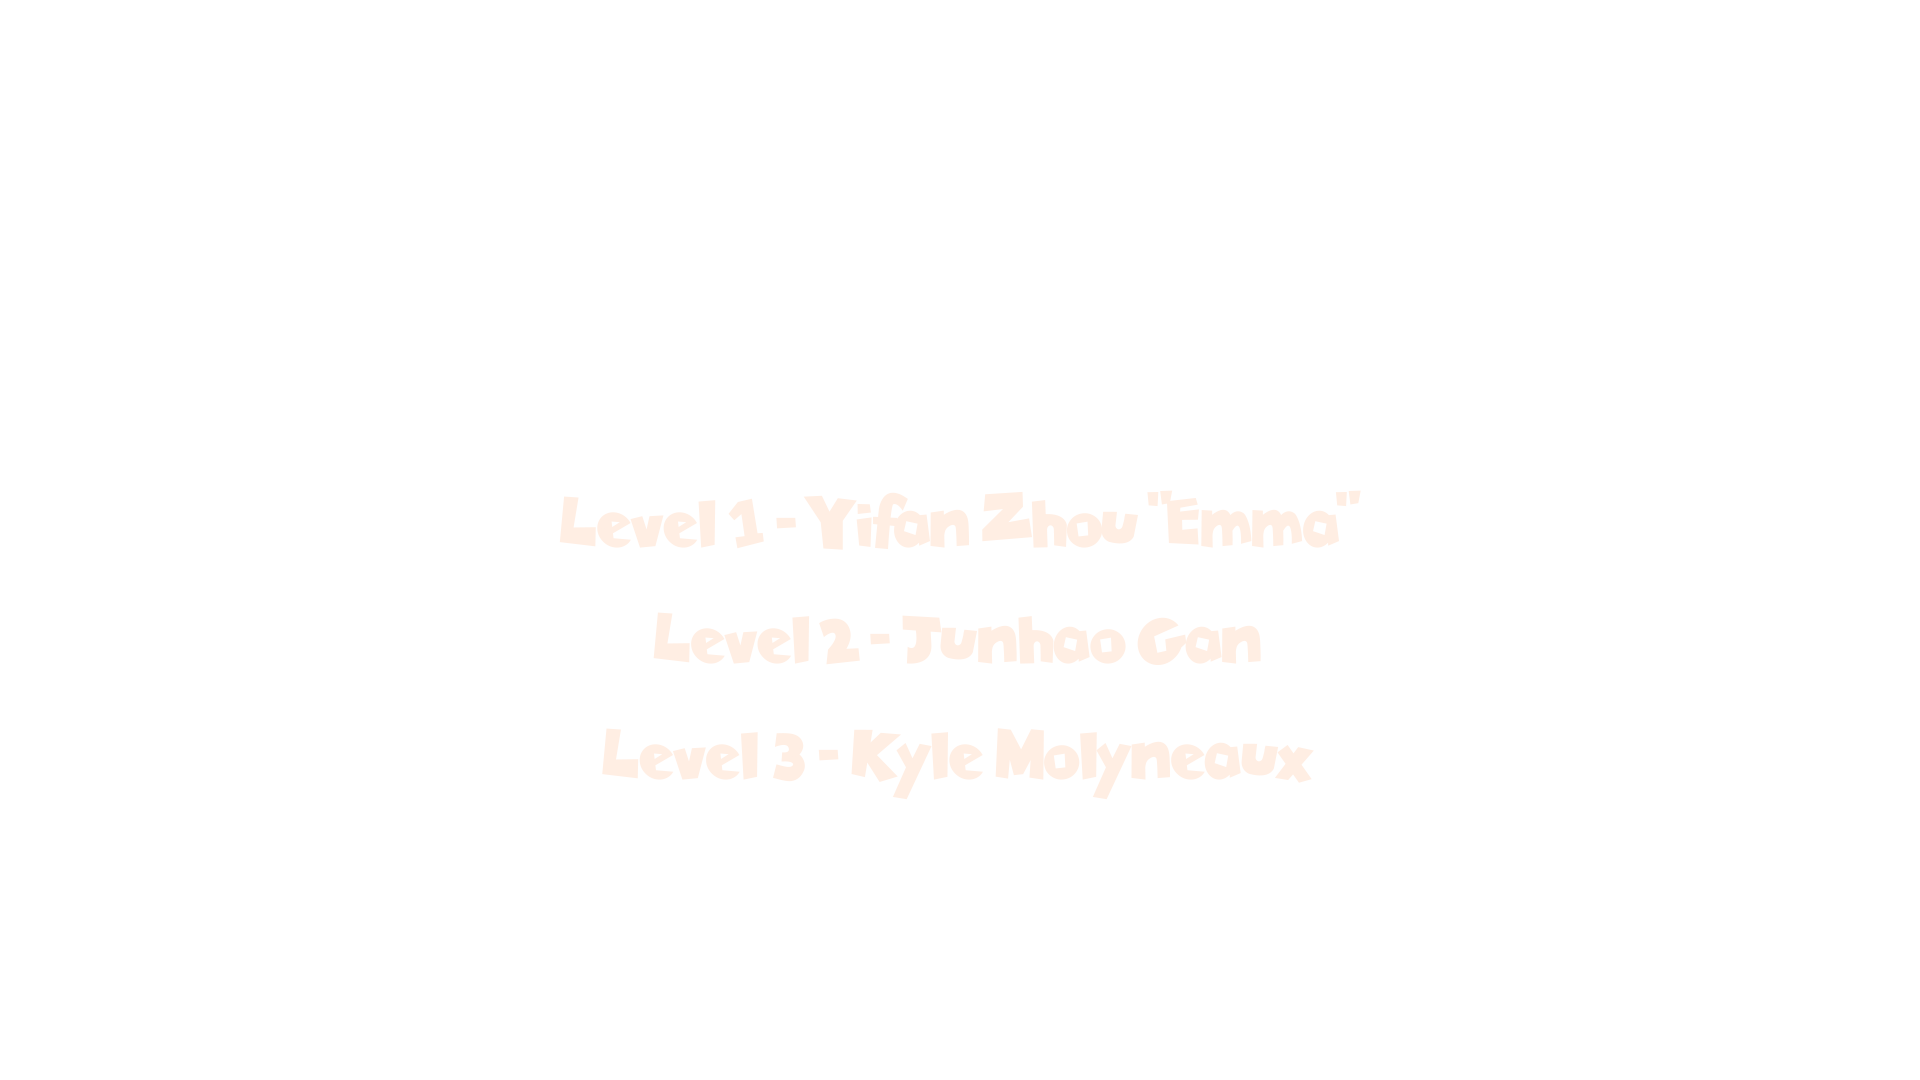 Level 1 - Yifan Zhou "Emma"
Level 2 - Junhao Gan
Level 3 - Kyle Molyneaux